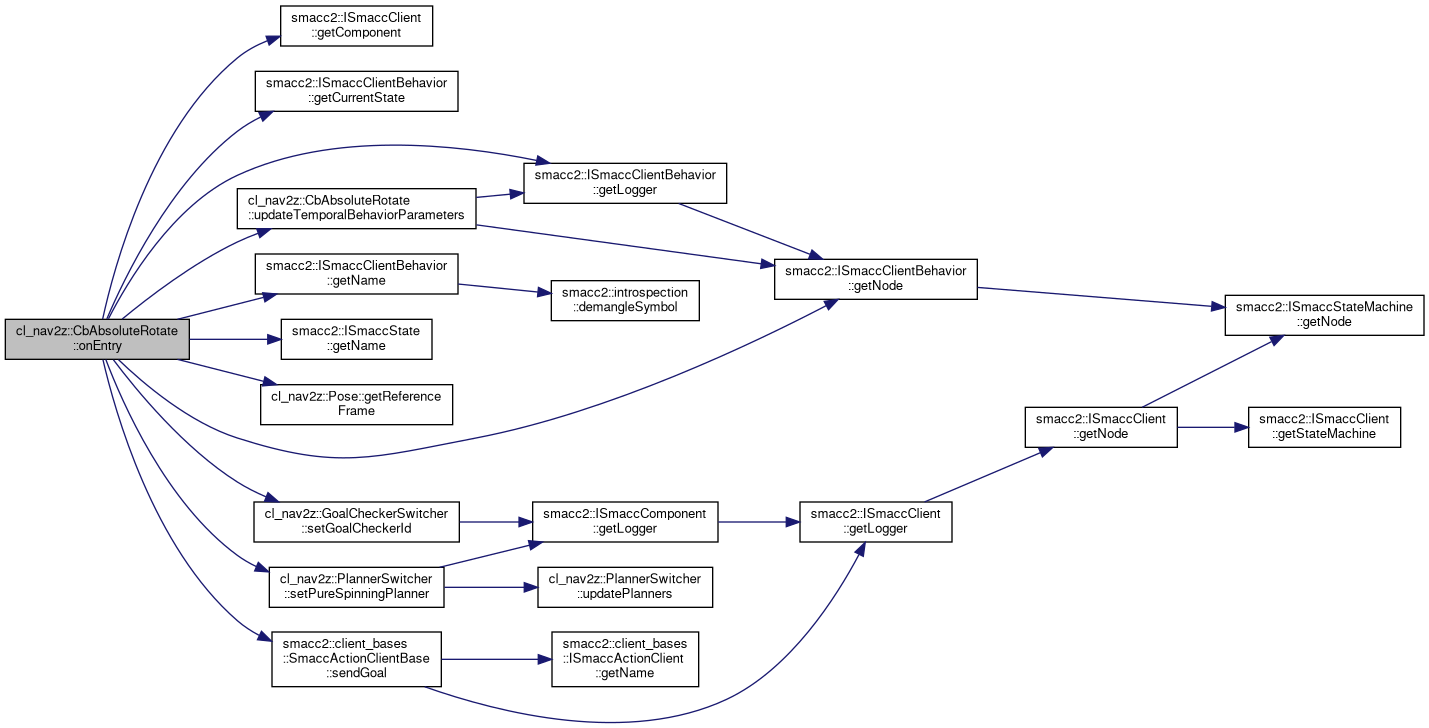 smacc2::ISmaccClient
::getComponent
smacc2::ISmaccClientBehavior
::getCurrentState
smacc2::ISmaccClientBehavior
::getLogger
cl_nav2z::CbAbsoluteRotate
::updateTemporalBehaviorParameters
smacc2::ISmaccClientBehavior
::getName
smacc2::ISmaccClientBehavior
::getNode
smacc2::introspection
::demangleSymbol
smacc2::ISmaccStateMachine
::getNode
cl_nav2z::CbAbsoluteRotate
::onEntry
smacc2::ISmaccState
::getName
cl_nav2z::Pose::getReference
Frame
smacc2::ISmaccClient
::getNode
smacc2::ISmaccClient
::getStateMachine
cl_nav2z::GoalCheckerSwitcher
::setGoalCheckerId
smacc2::ISmaccComponent
::getLogger
smacc2::ISmaccClient
::getLogger
cl_nav2z::PlannerSwitcher
::setPureSpinningPlanner
cl_nav2z::PlannerSwitcher
::updatePlanners
smacc2::client_bases
::SmaccActionClientBase
::sendGoal
smacc2::client_bases
::ISmaccActionClient
::getName